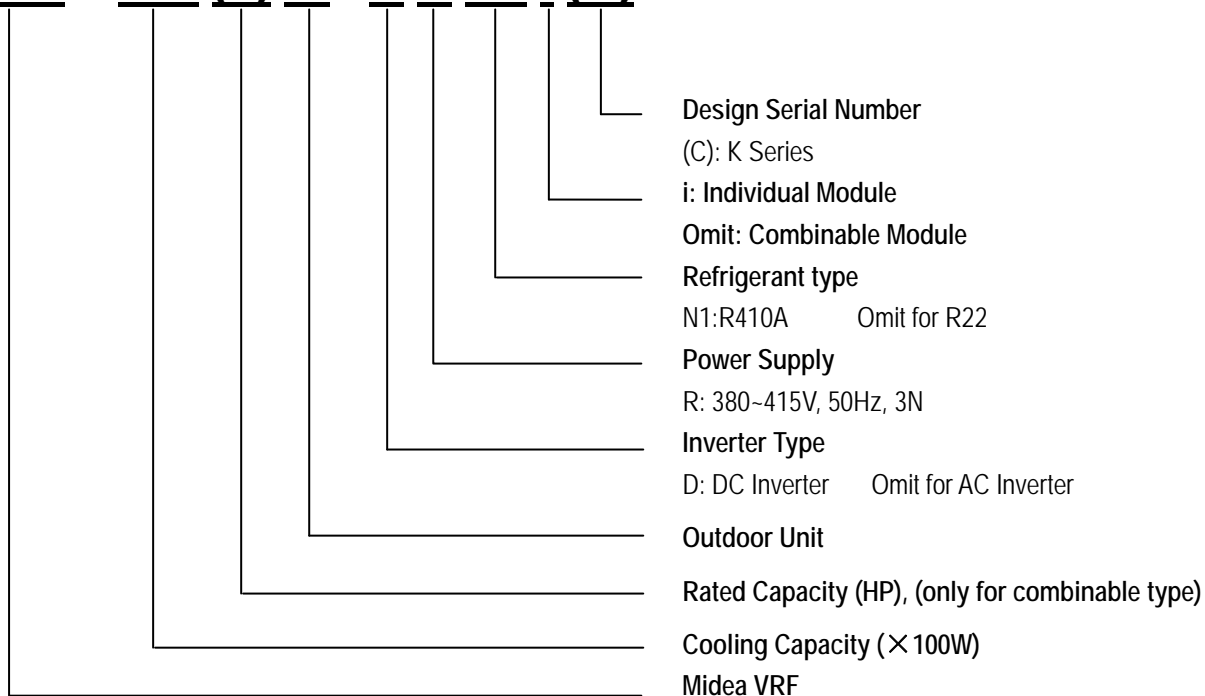 Design Serial Number
(C): K Series
i: Individual Module
Omit: Combinable Module
Refrigerant type
N1:R410A Omit for R22
Power Supply
R: 380~415V, 50Hz, 3N
Inverter Type
D: DC Inverter Omit for AC Inverter
Outdoor Unit
Rated Capacity (HP), (only for combinable type)
Cooling Capacity (×100W)
Midea VRF